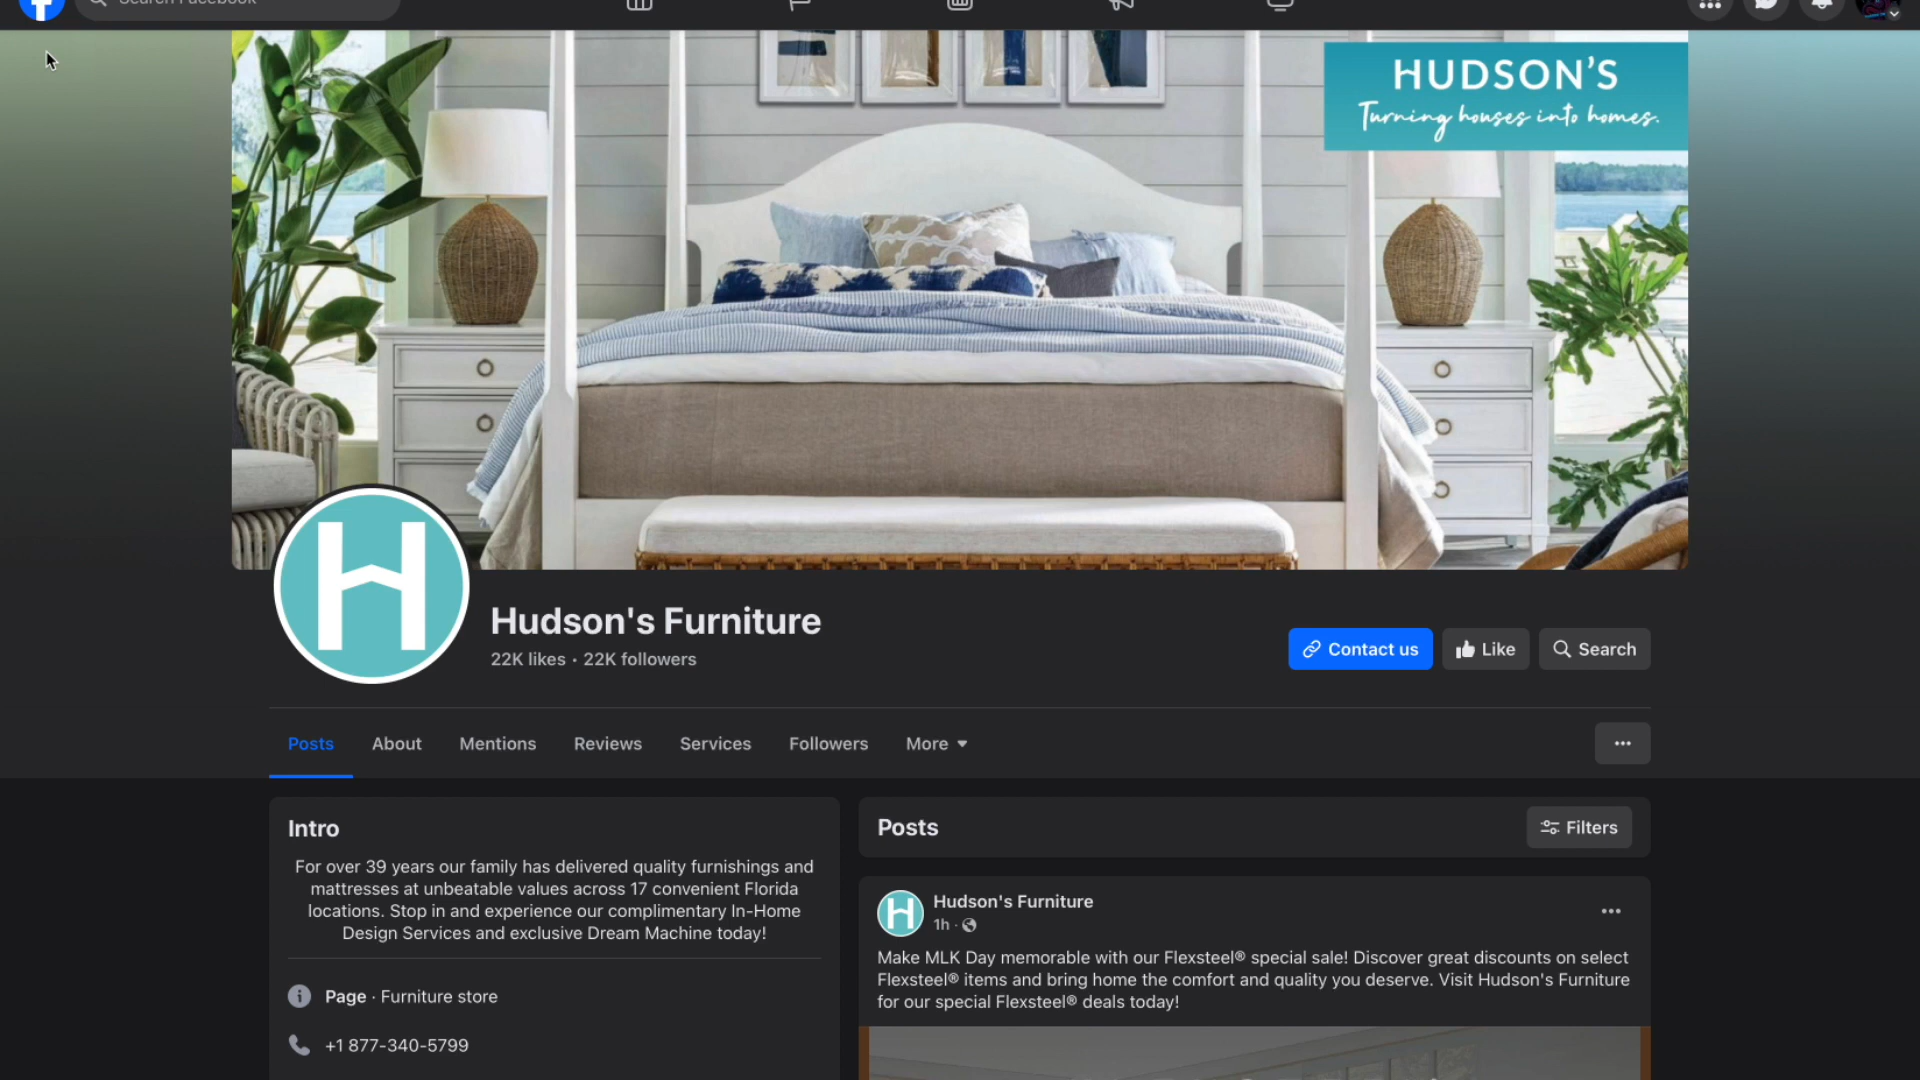 Search Facebook
HUDSON'S
Turning houses into homes.
Hudson's Furniture
22K likes • 22K followers
Contact us
Like
Search
Posts
About
Mentions
Reviews
Services
Followers
More
Intro
For over 39 years our family has delivered quality furnishings and
mattresses at unbeatable values across 17 convenient Florida
locations. Stop in and experience our complimentary In-Home
Design Services and exclusive Dream Machine today!
Page · Furniture store
+1 877-340-5799
Posts
Filters
Hudson's Furniture
1h ·
Make MLK Day memorable with our Flexsteel® special sale! Discover great discounts on select
Flexsteel® items and bring home the comfort and quality you deserve. Visit Hudson's Furniture
for our special Flexsteel® deals today!